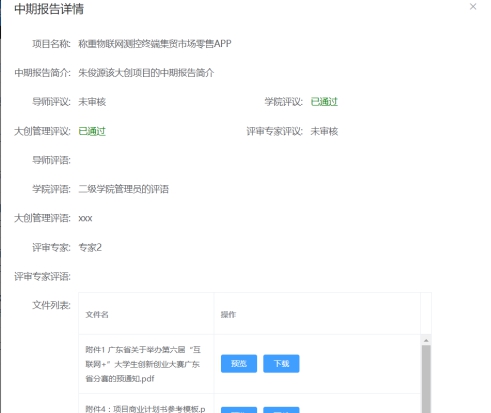 中期报告详情
项目名称: 称重物联网测控终端集贸市场零售APP
中期报告简介: 朱俊源该大创项目的中期报告简介
导师评议: 未审核 学院评议: 已通过
大创管理评议: 已通过 评审专家评议: 未审核
导师评语:
学院评语: 二级学院管理员的评语
大创管理评语: xxx
评审专家: 专家2
评审专家评语:
文件列表:
文件名 操作
附件1 广东省关于举办第六届“互
联网+”大学生创新创业大赛广东
省分赛的预通知.pdf
预览 下载
附件4:项目商业计划书参考模板.p